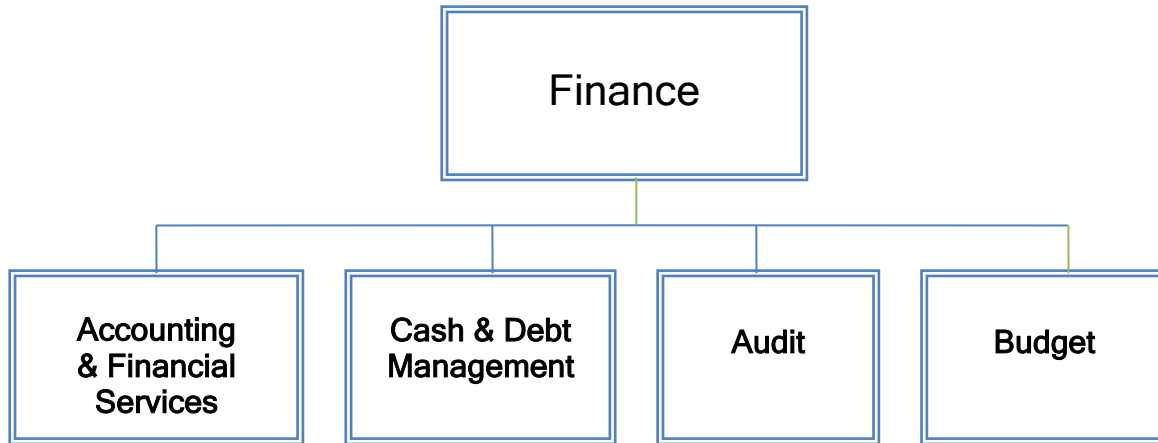 Finance
Accounting
& Financial
Services
Cash & Debt
Management
Audit
Budget